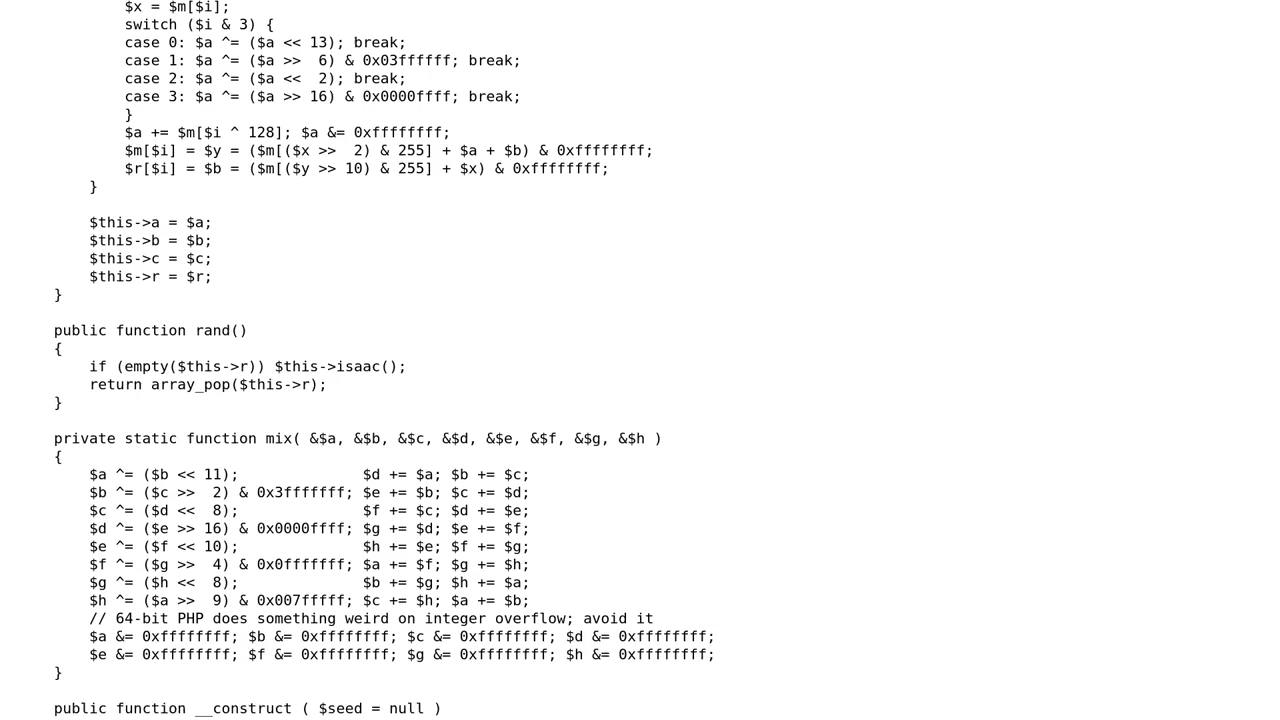 $x = $m[$i];
switch ($i & 3) {
case 0: $a ^= ($a << 13); break;
case 1: $a ^= ($a >>  6) & 0x03ffffff; break;
case 2: $a ^= ($a <<  2); break;
case 3: $a ^= ($a >> 16) & 0x0000ffff; break;
}
$a += $m[$i ^ 128]; $a &= 0xffffffff;
$m[$i] = $y = ($m[($x >>  2) & 255] + $a + $b) & 0xffffffff;
$r[$i] = $b = ($m[($y >> 10) & 255] + $x) & 0xffffffff;
}
$this->a = $a;
$this->b = $b;
$this->c = $c;
$this->r = $r;
}
public function rand()
{
if (empty($this->r)) $this->isaac();
return array_pop($this->r);
}
private static function mix( &$a, &$b, &$c, &$d, &$e, &$f, &$g, &$h )
{
$a ^= ($b << 11);              $d += $a; $b += $c;
$b ^= ($c >>  2) & 0x3fffffff; $e += $b; $c += $d;
$c ^= ($d <<  8);              $f += $c; $d += $e;
$d ^= ($e >> 16) & 0x0000ffff; $g += $d; $e += $f;
$e ^= ($f << 10);              $h += $e; $f += $g;
$f ^= ($g >>  4) & 0x0fffffff; $a += $f; $g += $h;
$g ^= ($h <<  8);              $b += $g; $h += $a;
$h ^= ($a >>  9) & 0x007fffff; $c += $h; $a += $b;
// 64-bit PHP does something weird on integer overflow; avoid it
$a &= 0xffffffff; $b &= 0xffffffff; $c &= 0xffffffff; $d &= 0xffffffff;
$e &= 0xffffffff; $f &= 0xffffffff; $g &= 0xffffffff; $h &= 0xffffffff;
}
public function __construct ( $seed = null )